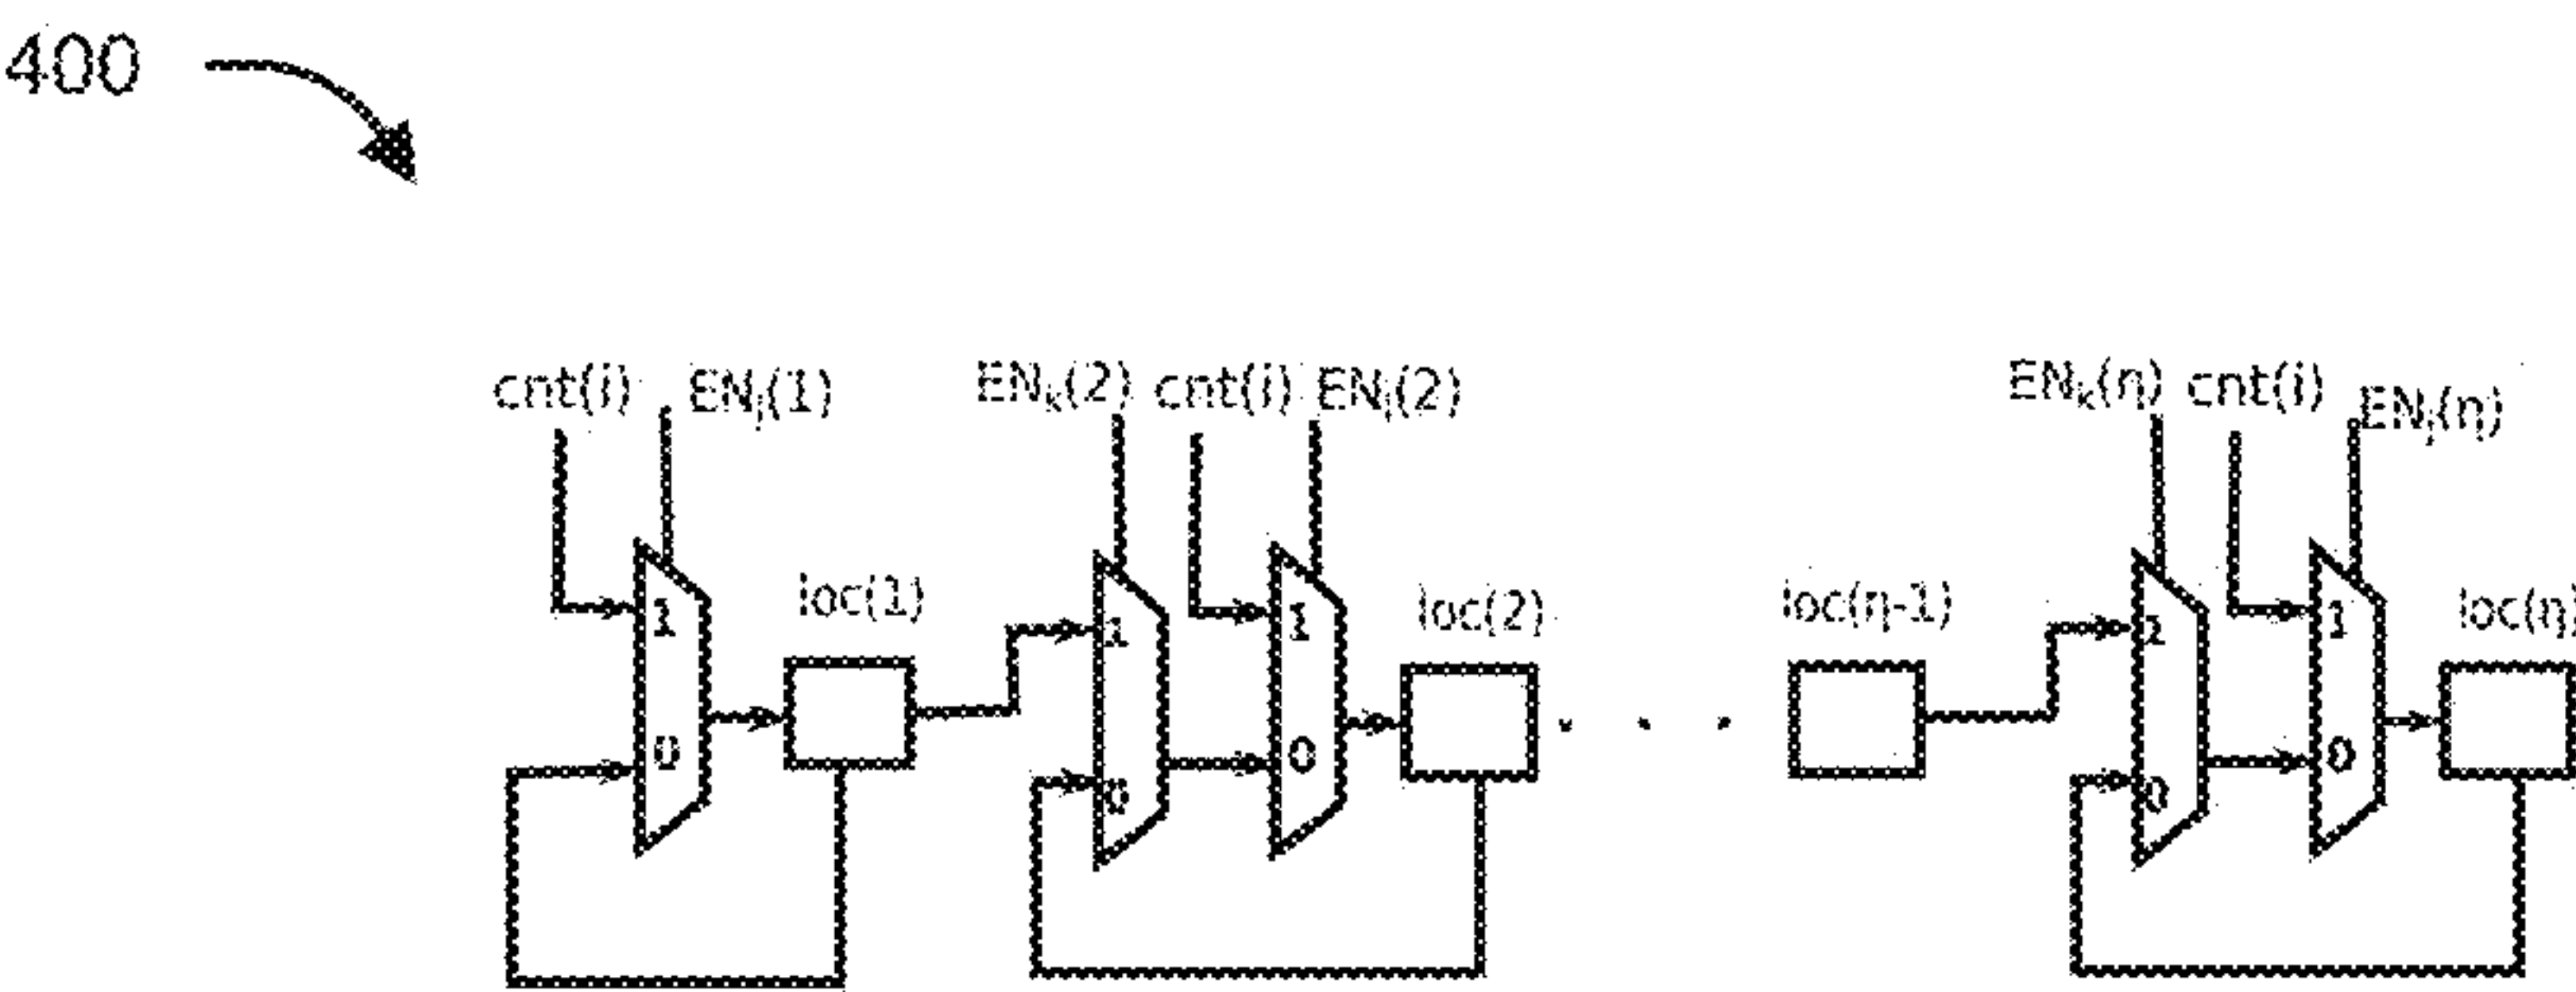 400
cnt(i) ENⱼ(1) ENₖ(2) cnt(i) ENⱼ(2) ENₖ(η) cnt(i) ENⱼ(η)
loc(1) loc(2) loc(η-1) loc(η)
1 1 1 1 1
0 0 0 0 0